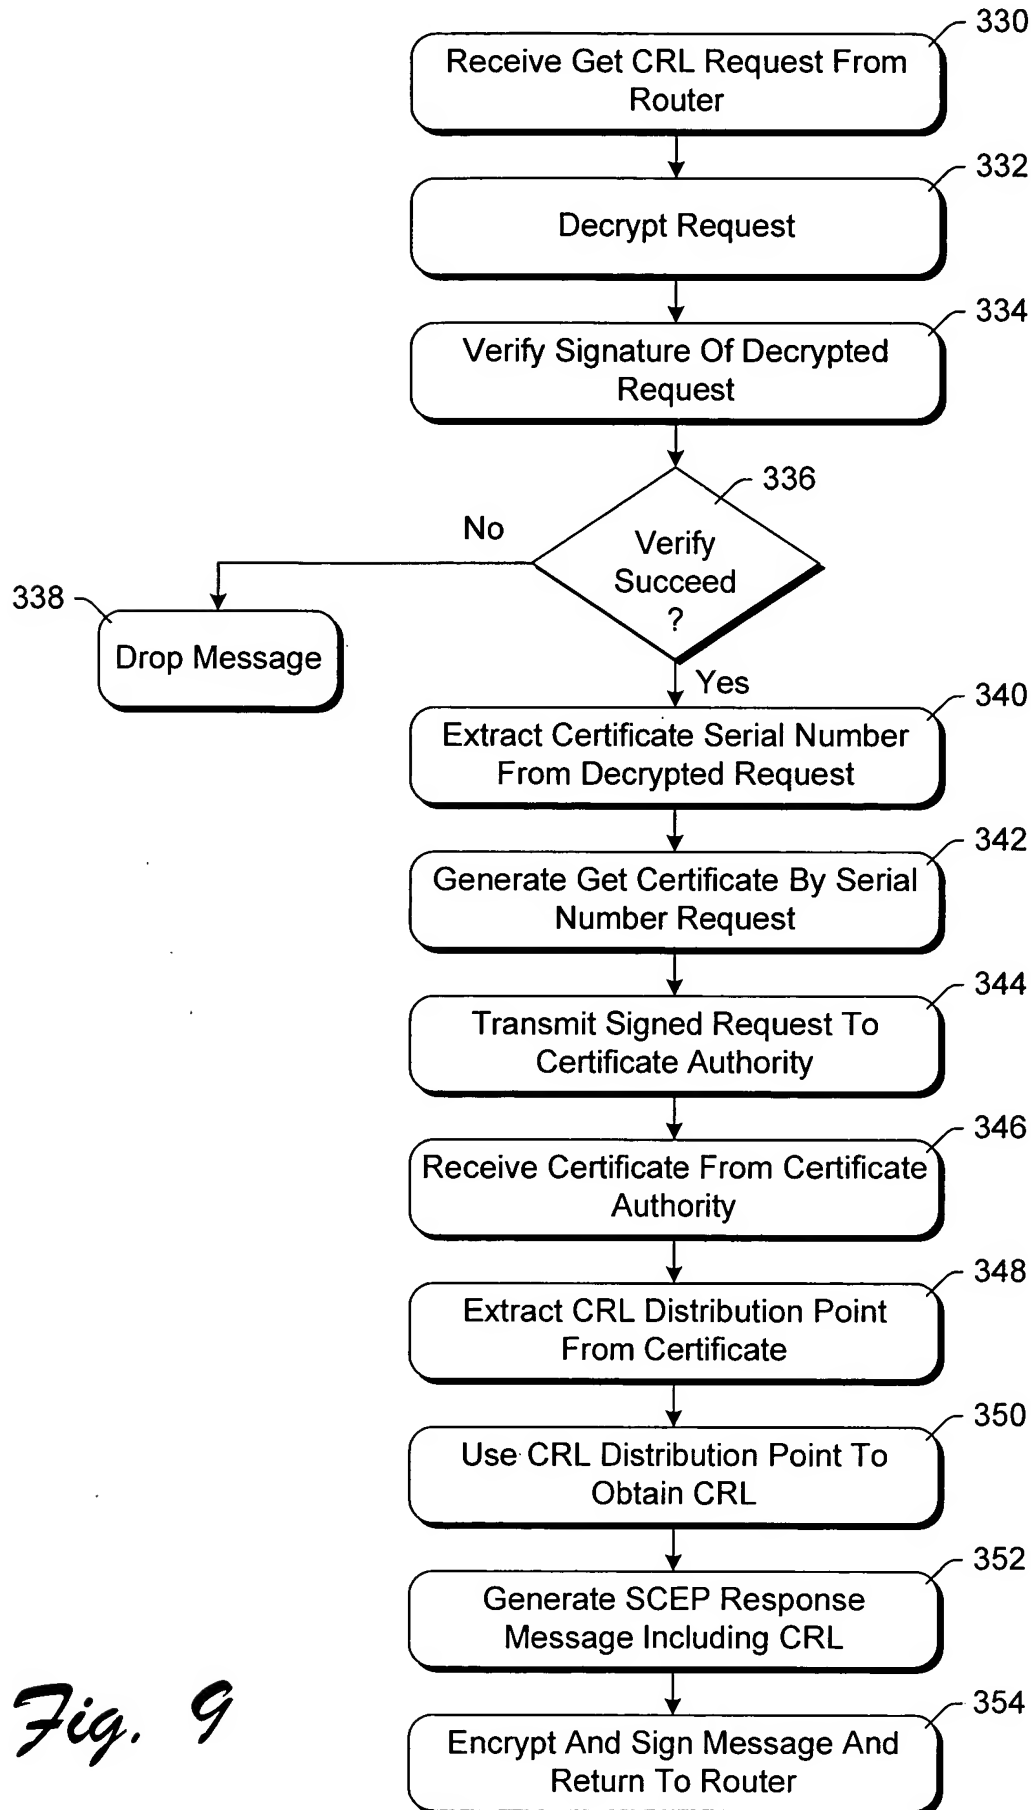 330
Receive Get CRL Request From
Router
332
Decrypt Request
334
Verify Signature Of Decrypted
Request
336
Verify
Succeed
?
No
338
Drop Message
Yes
340
Extract Certificate Serial Number
From Decrypted Request
342
Generate Get Certificate By Serial
Number Request
344
Transmit Signed Request To
Certificate Authority
346
Receive Certificate From Certificate
Authority
348
Extract CRL Distribution Point
From Certificate
350
Use CRL Distribution Point To
Obtain CRL
352
Generate SCEP Response
Message Including CRL
354
Encrypt And Sign Message And
Return To Router
Fig. 9